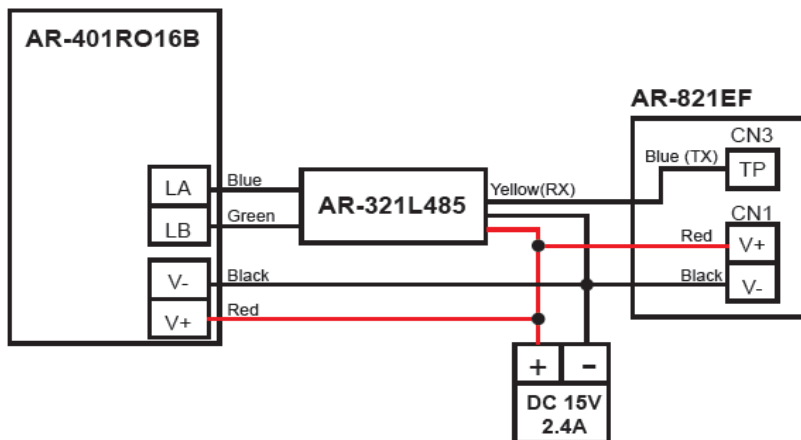 AR-401RO16B
LA
Blue
LB
Green
V-
Black
V+
Red
AR-321L485
Yellow(RX)
AR-821EF
CN3
Blue (TX)
TP
CN1
Red
V+
Black
V-
+
-
DC 15V
2.4A